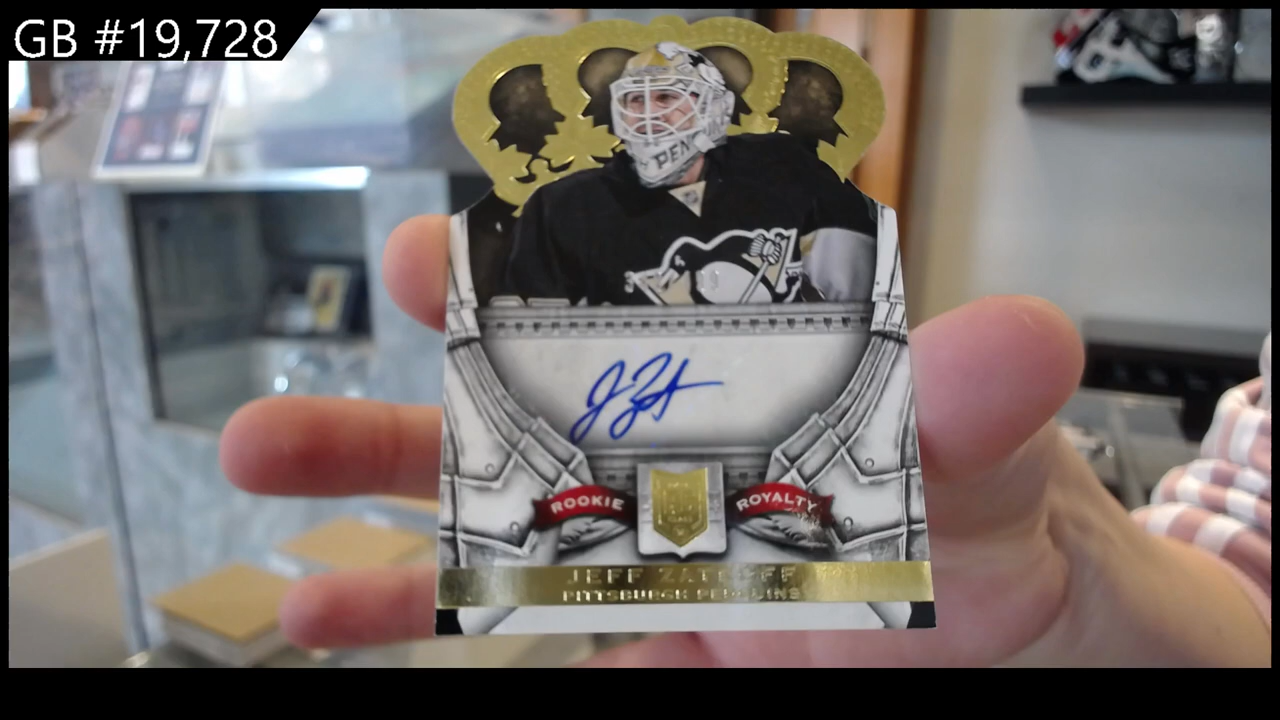 GB #19,728
PEN
ROOKIE
ROYALTY
JEFF ZATKOFF
PITTSBURGH PENGUINS